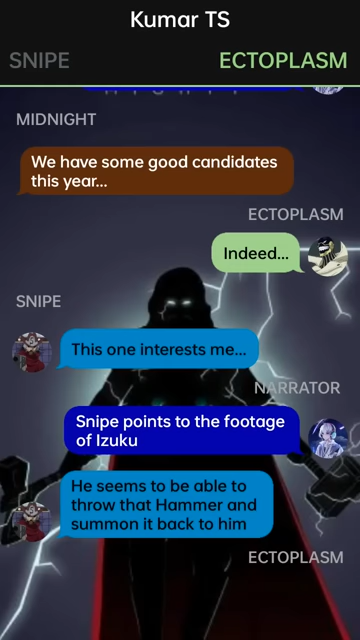 Kumar TS
SNIPE
ECTOPLASM
MIDNIGHT
We have some good candidates
this year...
ECTOPLASM
Indeed...
SNIPE
This one interests me...
NARRATOR
Snipe points to the footage
of Izuku
He seems to be able to
throw that Hammer and
summon it back to him
ECTOPLASM